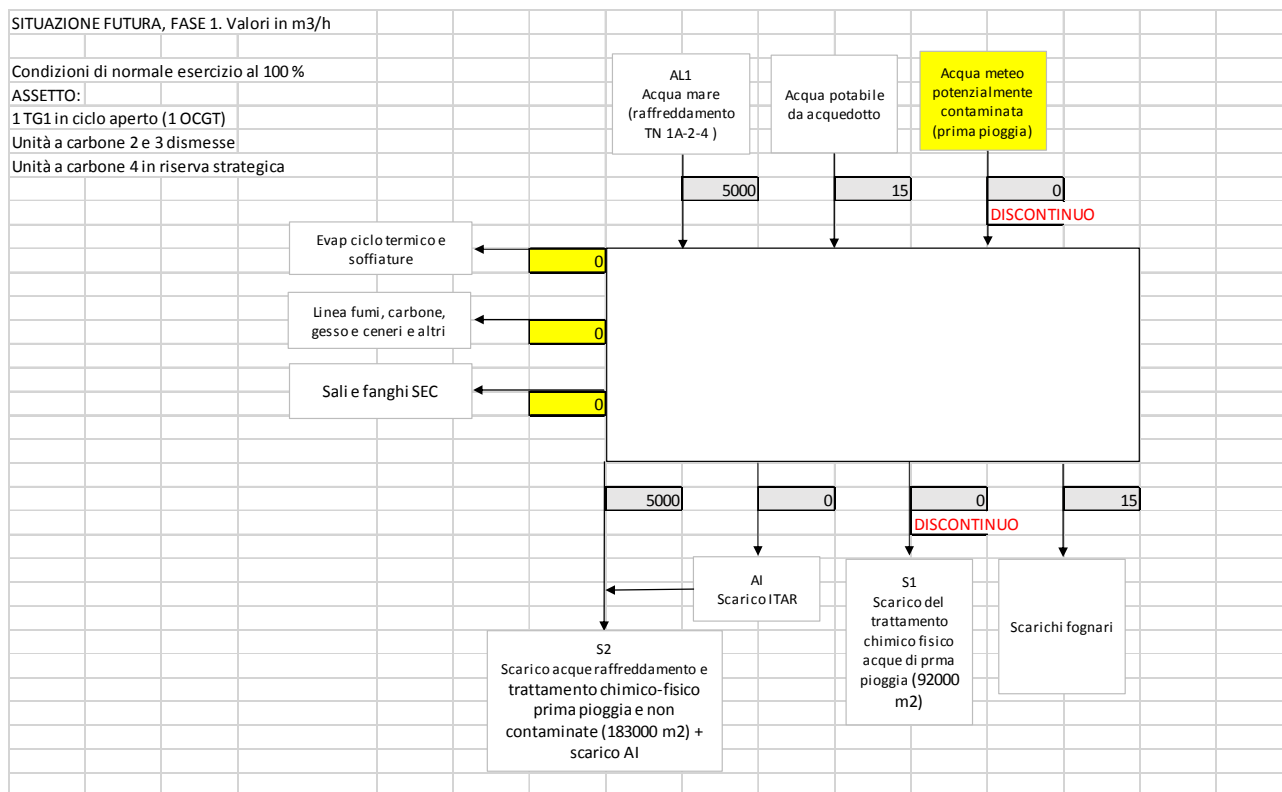 SITUAZIONE FUTURA, FASE 1. Valori in m3/h
Condizioni di normale esercizio al 100 %
ASSETTO:
1 TG1 in ciclo aperto (1 OCGT)
Unità a carbone 2 e 3 dismesse
Unità a carbone 4 in riserva strategica
AL1
Acqua mare
(raffreddamento
TN 1A-2-4 )
Acqua potabile
da acquedotto
Acqua meteo
potenzialmente
contaminata
(prima pioggia)
5000
15
0
DISCONTINUO
Evap ciclo termico e
soffiature
0
Linea fumi, carbone,
gesso e ceneri e altri
0
Sali e fanghi SEC
0
5000
0
0
15
DISCONTINUO
AI
Scarico ITAR
S2
Scarico acque raffreddamento e
trattamento chimico-fisico
prima pioggia e non
contaminate (183000 m2) +
scarico AI
S1
Scarico del
trattamento
chimico fisico
acque di prma
pioggia (92000
m2)
Scarichi fognari